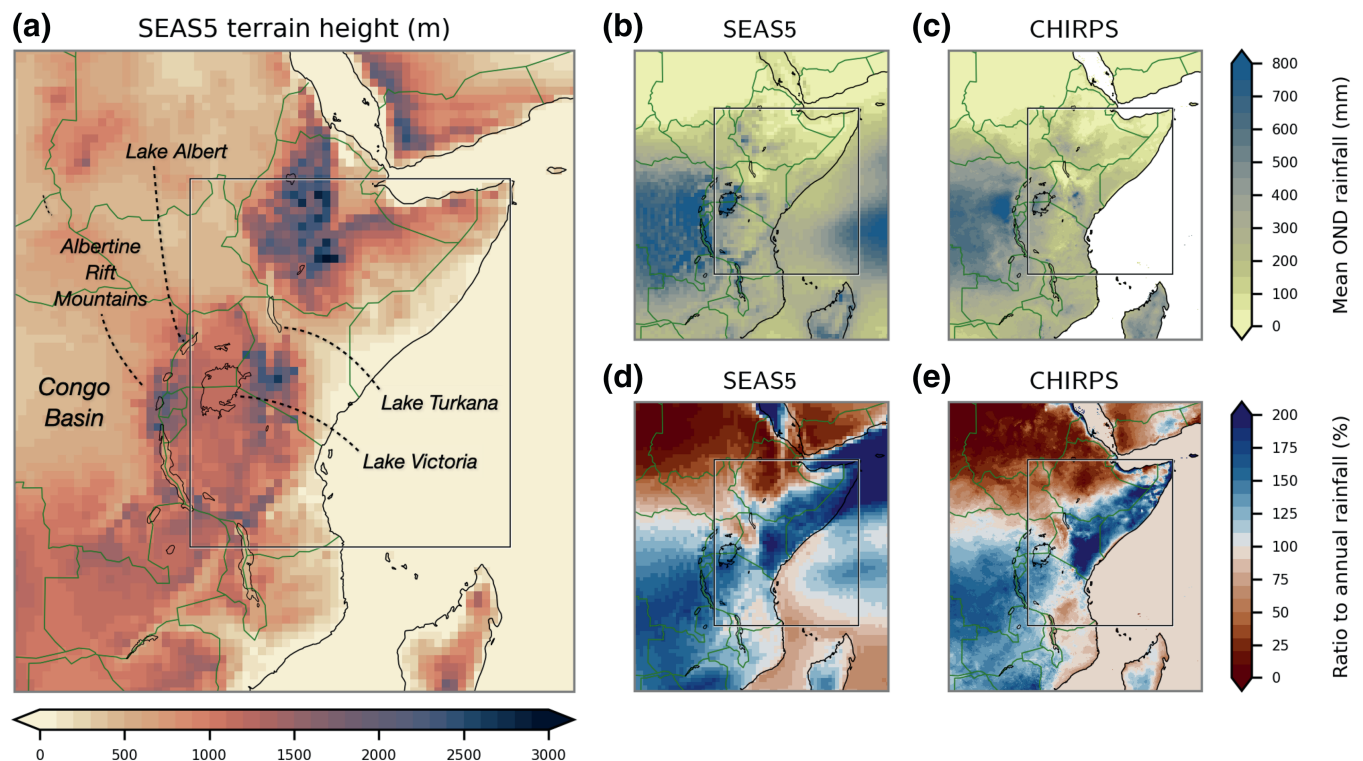 (a)
SEAS5 terrain height (m)
Lake Albert
Albertine
Rift
Mountains
Congo
Basin
Lake Turkana
Lake Victoria
0
500
1000
1500
2000
2500
3000
(b)
SEAS5
(c)
CHIRPS
800
700
600
500
400
300
200
100
0
Mean OND rainfall (mm)
(d)
SEAS5
(e)
CHIRPS
200
175
150
125
100
75
50
25
0
Ratio to annual rainfall (%)